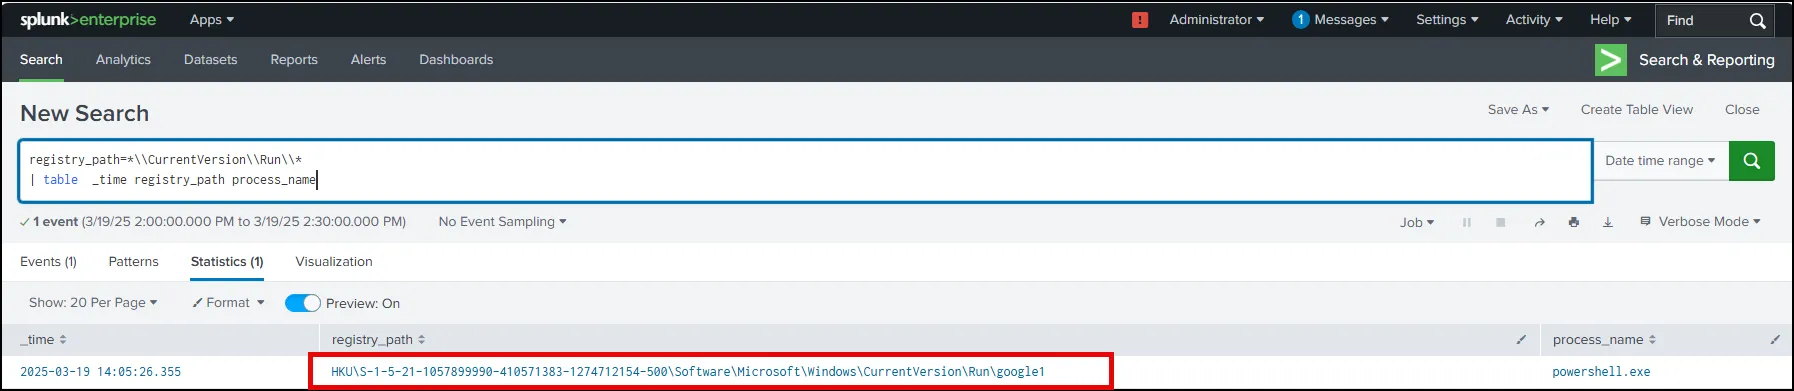 splunk>enterprise Apps Administrator 1 Messages Settings Activity Help Find
Search Analytics Datasets Reports Alerts Dashboards Search & Reporting
New Search Save As Create Table View Close
registry_path=*\\CurrentVersion\\Run\\*
| table _time registry_path process_name
Date time range
1 event (3/19/25 2:00:00.000 PM to 3/19/25 2:30:00.000 PM) No Event Sampling Job Verbose Mode
Events (1) Patterns Statistics (1) Visualization
Show: 20 Per Page Format Preview: On
_time registry_path process_name
2025-03-19 14:05:26.355 HKU\S-1-5-21-1057899990-410571383-1274712154-500\Software\Microsoft\Windows\CurrentVersion\Run\google1 powershell.exe